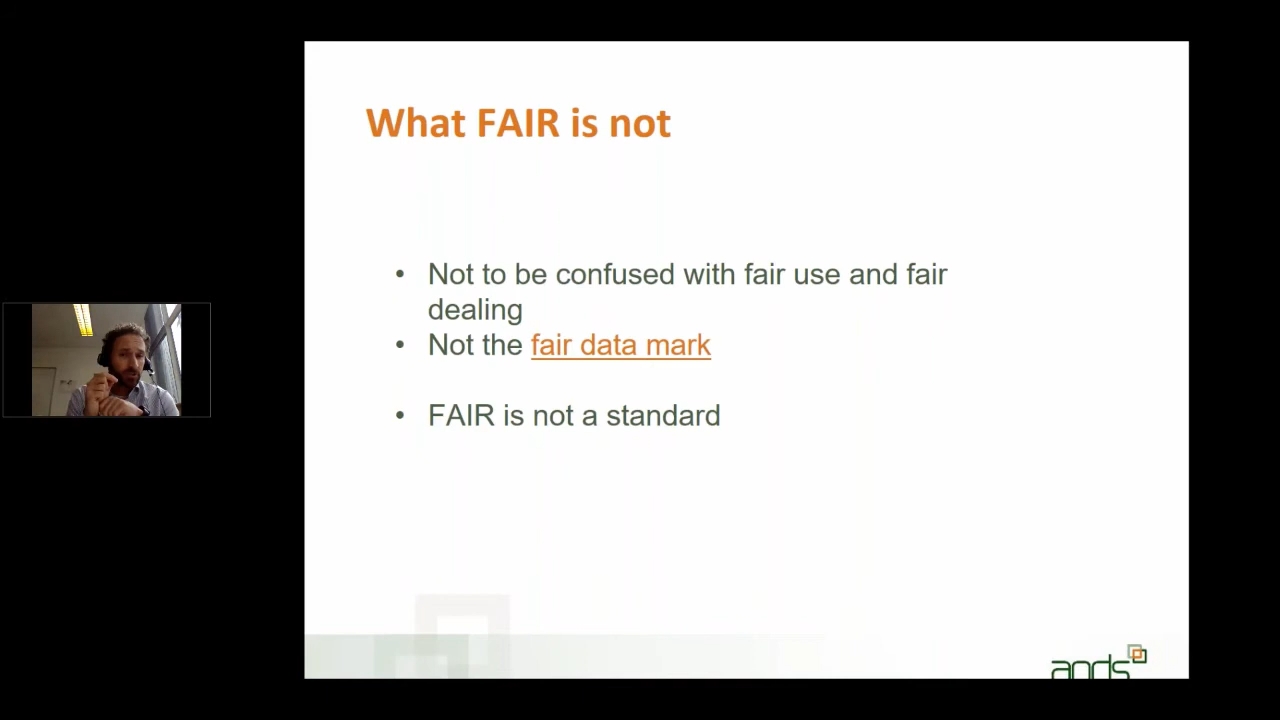 What FAIR is not
• Not to be confused with fair use and fair
dealing
• Not the fair data mark
• FAIR is not a standard
ands